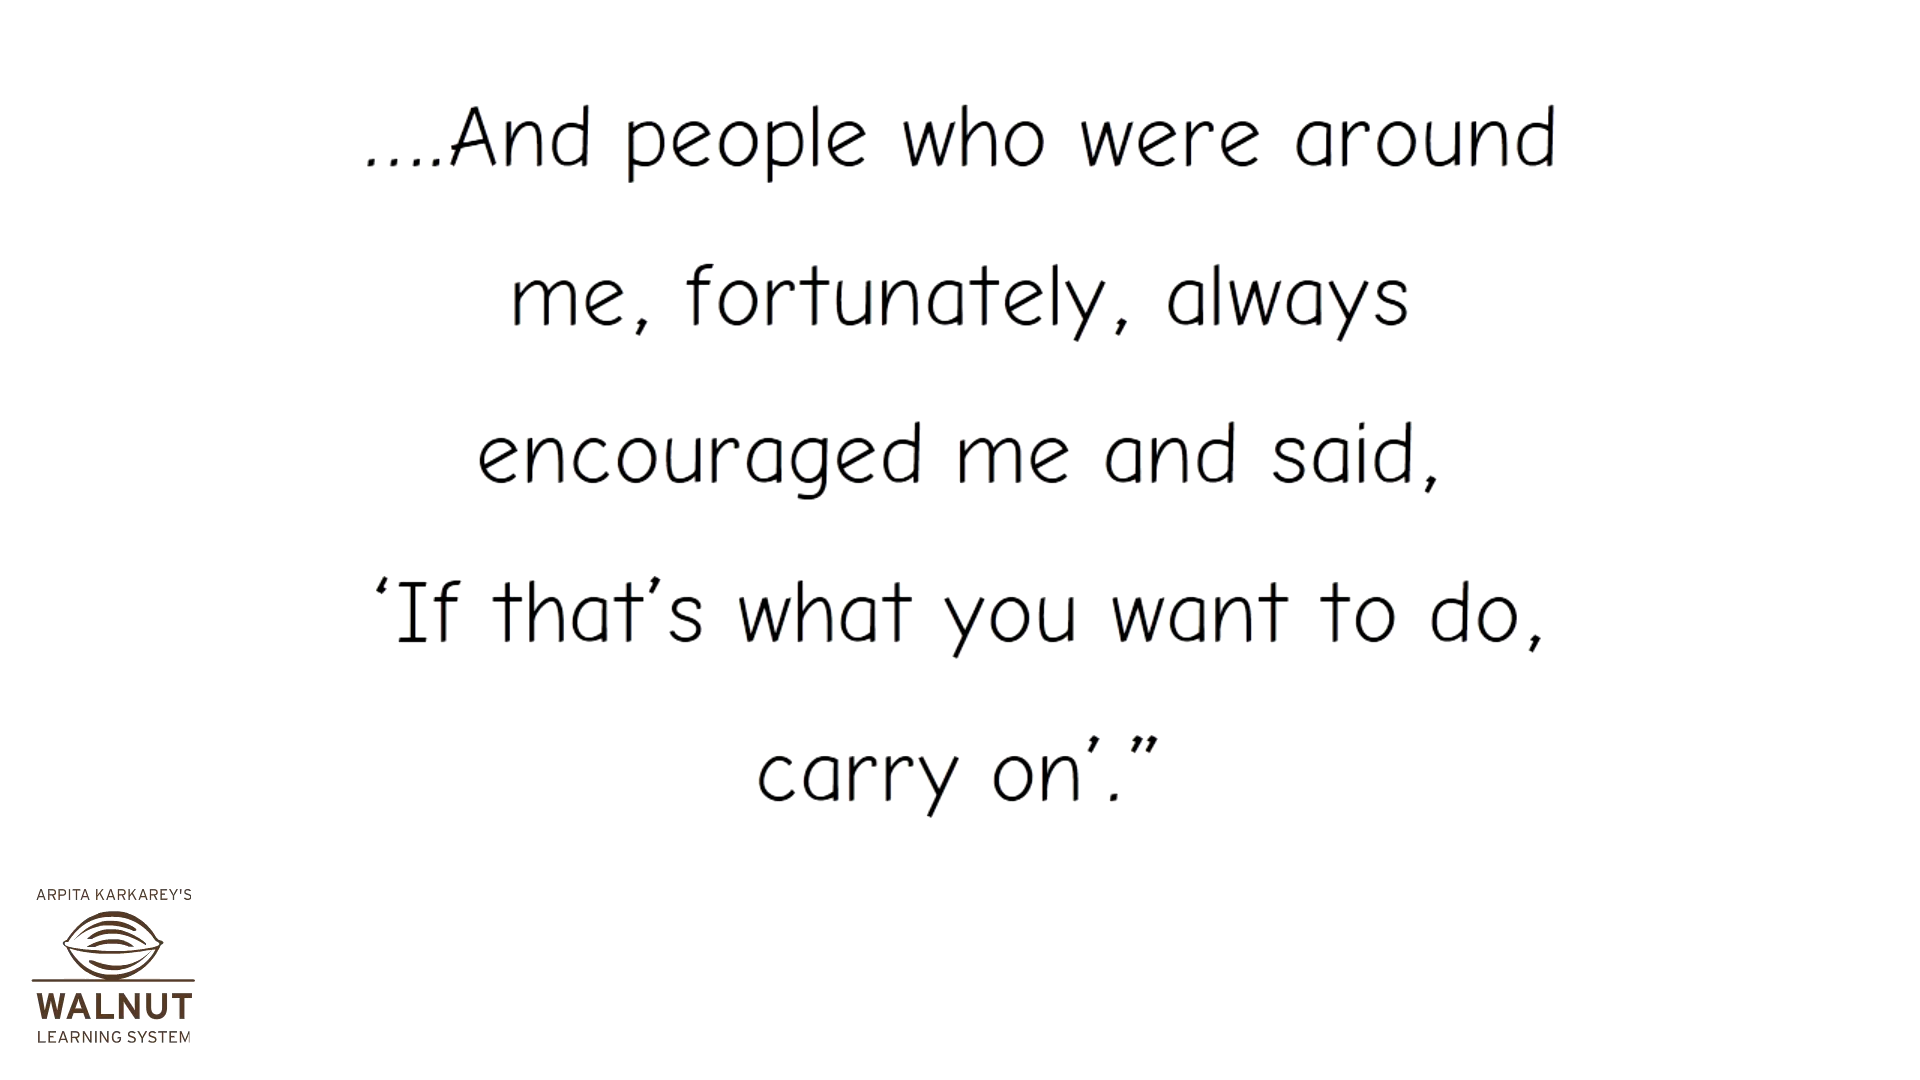 ....And people who were around
me, fortunately, always
encouraged me and said,
‘If that’s what you want to do,
carry on’.”
ARPITA KARKAREY'S
WALNUT
LEARNING SYSTEM